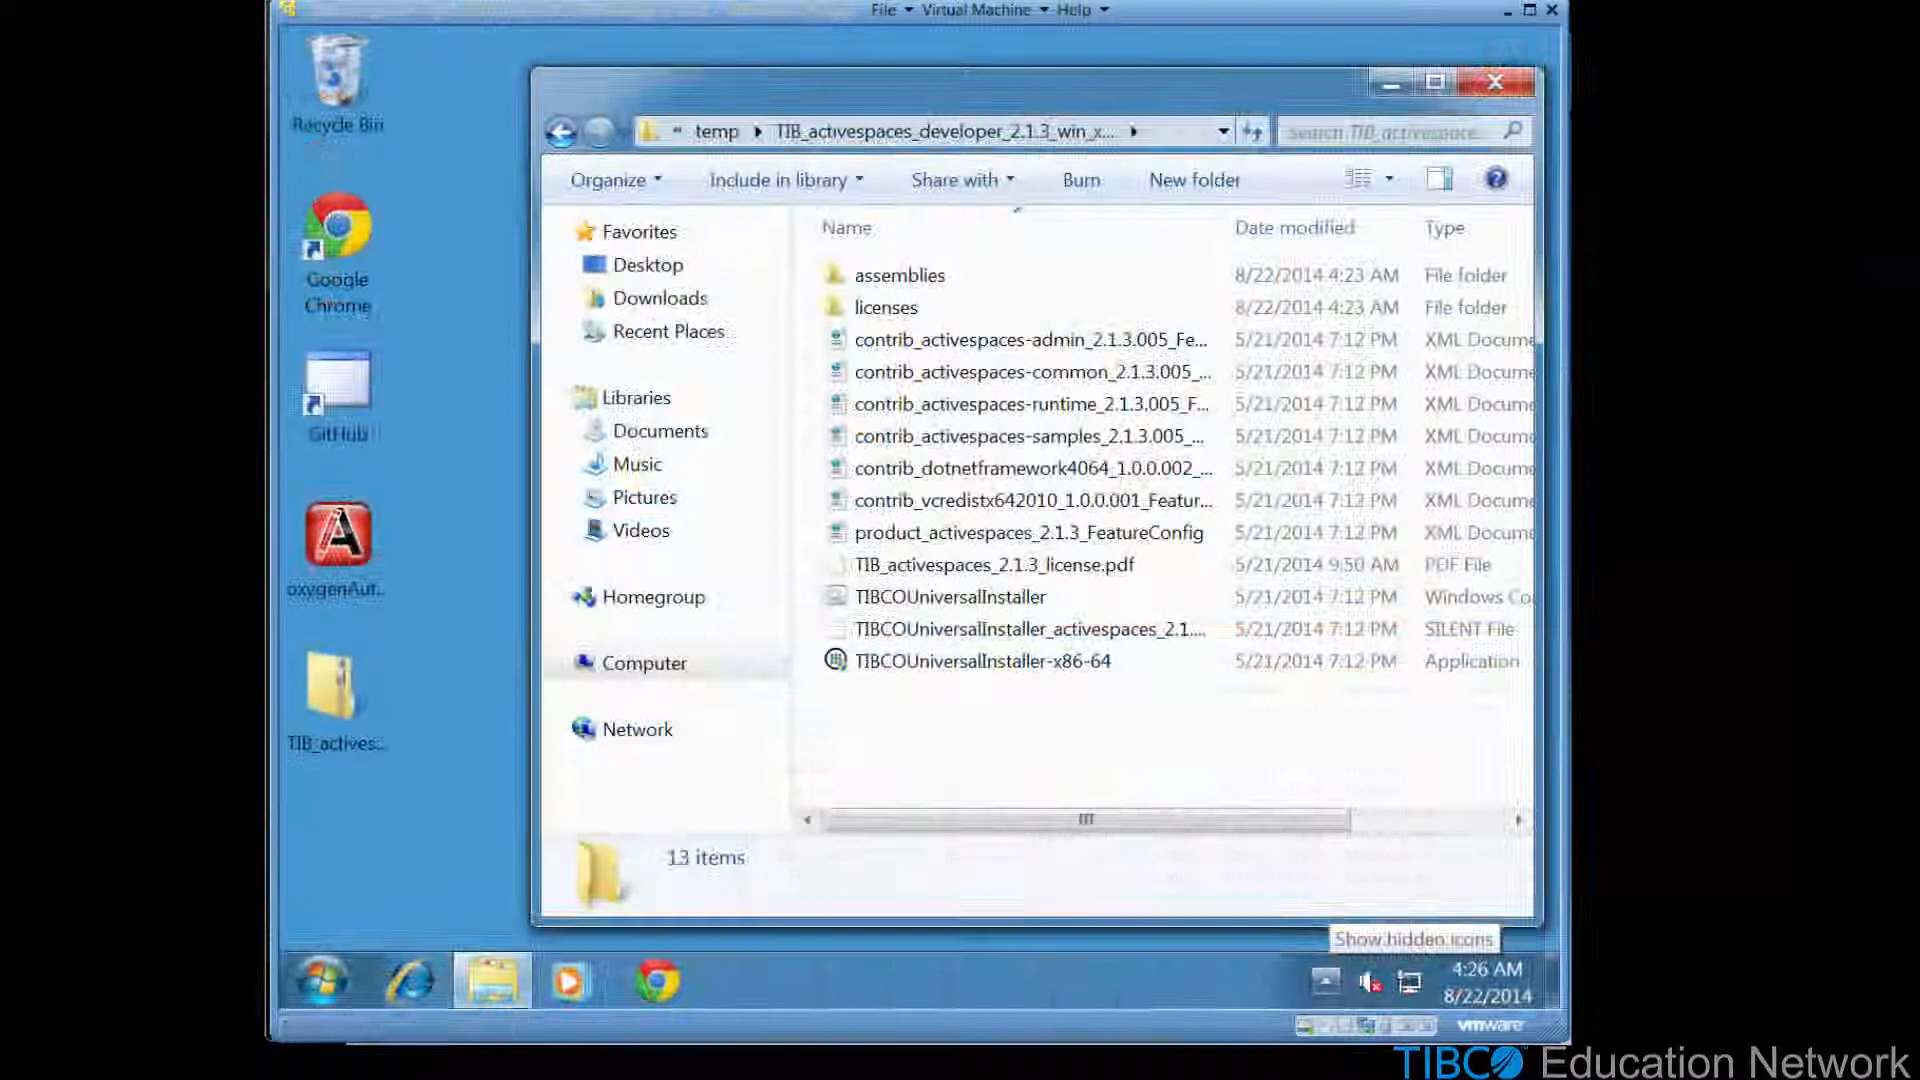 File Virtual Machine Help
Recycle Bin
Google
Chrome
GitHub
oxygenAut...
TIB_actives...
temp TIB_activespaces_developer_2.1.3_win_x...
Search TIB_activespace...
Organize Include in library Share with Burn New folder
Favorites
Desktop
Downloads
Recent Places
Libraries
Documents
Music
Pictures
Videos
Homegroup
Computer
Network
Name Date modified Type
assemblies 8/22/2014 4:23 AM File folder
licenses 8/22/2014 4:23 AM File folder
contrib_activespaces-admin_2.1.3.005_Fe... 5/21/2014 7:12 PM XML Docume
contrib_activespaces-common_2.1.3.005_... 5/21/2014 7:12 PM XML Docume
contrib_activespaces-runtime_2.1.3.005_F... 5/21/2014 7:12 PM XML Docume
contrib_activespaces-samples_2.1.3.005_... 5/21/2014 7:12 PM XML Docume
contrib_dotnetframework4064_1.0.0.002_... 5/21/2014 7:12 PM XML Docume
contrib_vcredistx642010_1.0.0.001_Featur... 5/21/2014 7:12 PM XML Docume
product_activespaces_2.1.3_FeatureConfig 5/21/2014 7:12 PM XML Docume
TIB_activespaces_2.1.3_license.pdf 5/21/2014 9:50 AM PDF File
TIBCOUniversalInstaller 5/21/2014 7:12 PM Windows Co
TIBCOUniversalInstaller_activespaces_2.1.... 5/21/2014 7:12 PM SILENT File
TIBCOUniversalInstaller-x86-64 5/21/2014 7:12 PM Application
13 items
Show hidden icons
4:26 AM
8/22/2014
vmware
TIBCO Education Network